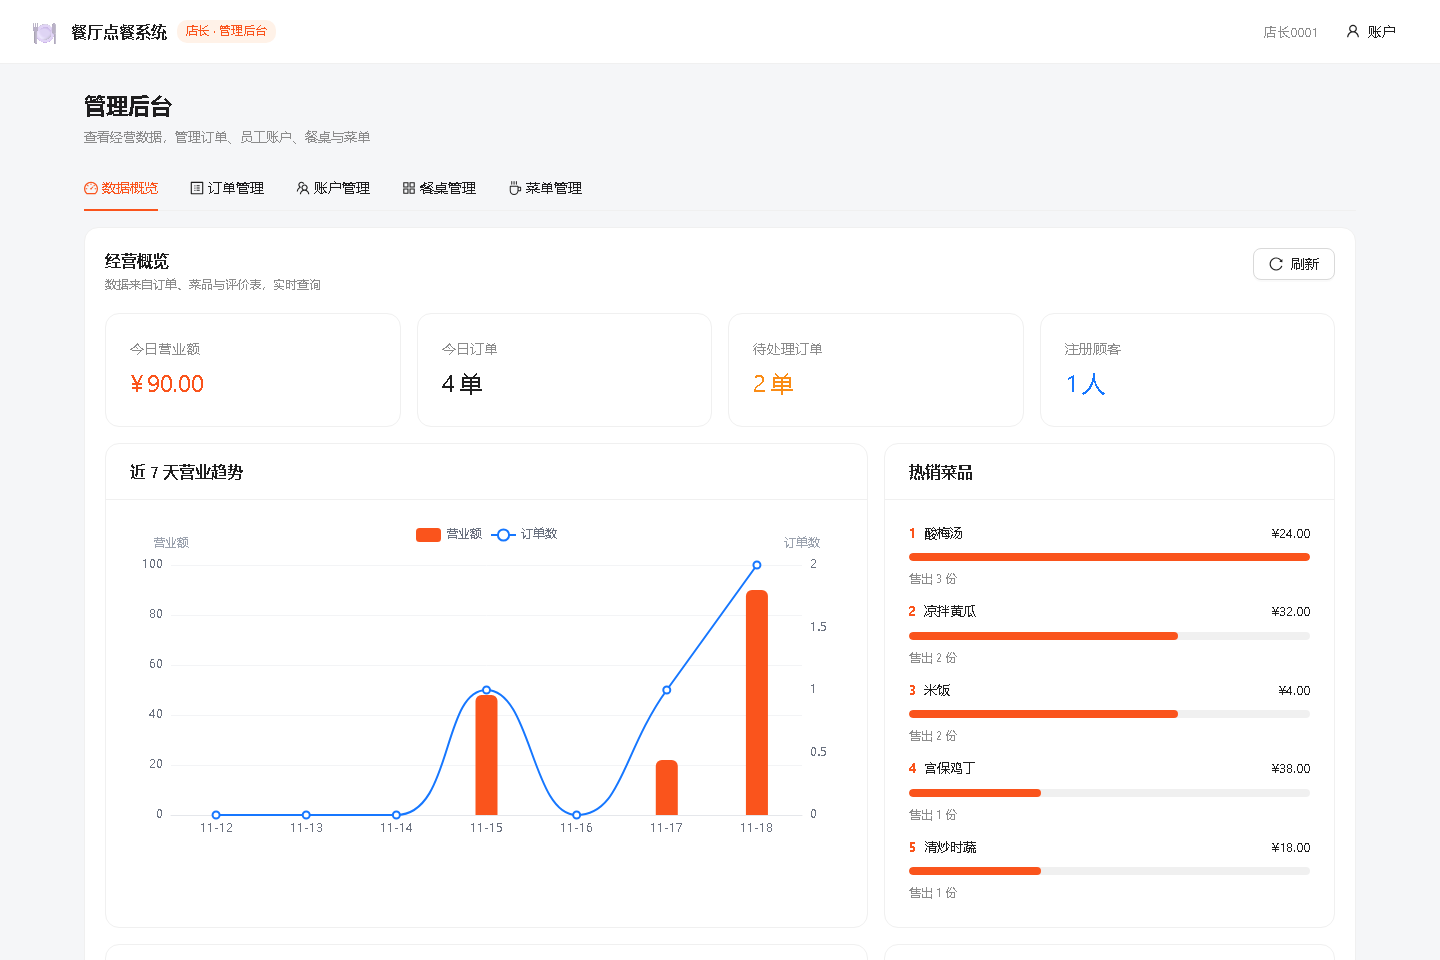 餐厅点餐系统 店长 · 管理后台 店长0001 账户
管理后台
查看经营数据，管理订单、员工账户、餐桌与菜单
数据概览 订单管理 账户管理 餐桌管理 菜单管理
经营概览
刷新
数据来自订单、菜品与评价表，实时查询
今日营业额 今日订单 待处理订单 注册顾客
¥90.00 4 单 2 单 1 人
近 7 天营业趋势
营业额 订单数
营业额 订单数
100 2
80
1.5
60
1
40
0.5
20
0 0
11-12 11-13 11-14 11-15 11-16 11-17 11-18
热销菜品
1 酸梅汤 ¥24.00
售出 3 份
2 凉拌黄瓜 ¥32.00
售出 2 份
3 米饭 ¥4.00
售出 2 份
4 宫保鸡丁 ¥38.00
售出 1 份
5 清炒时蔬 ¥18.00
售出 1 份